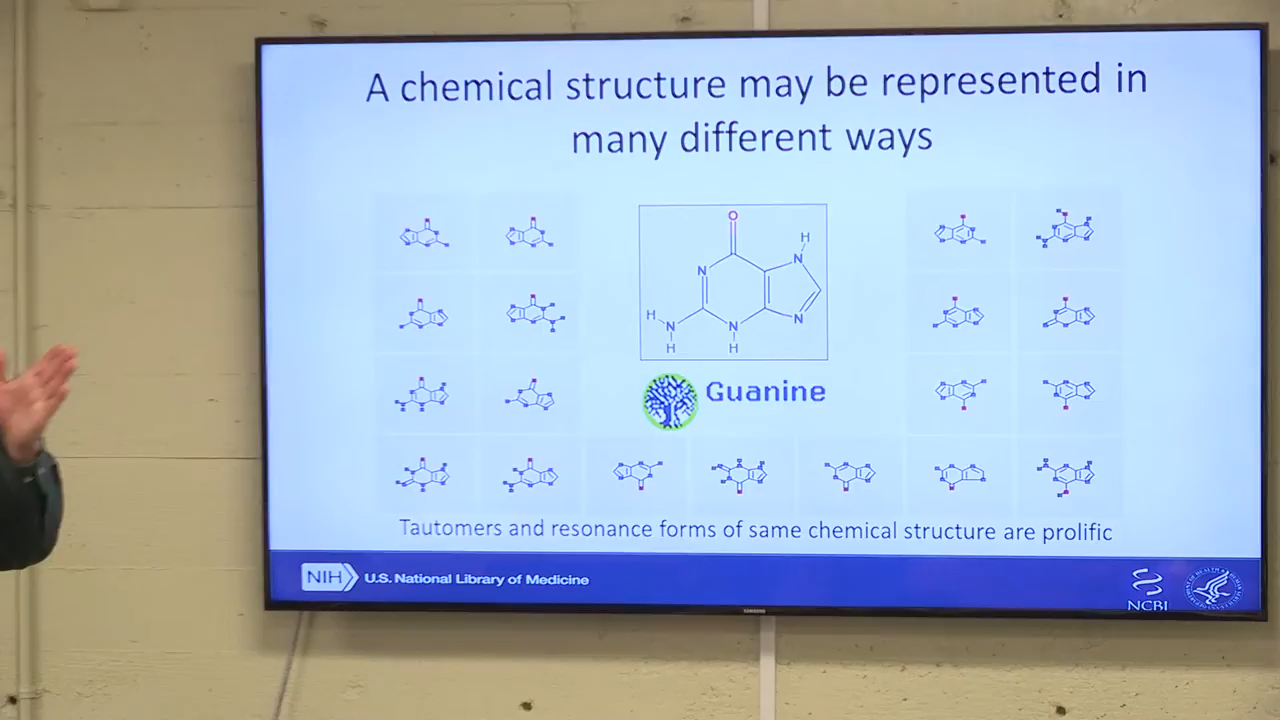 A chemical structure may be represented in
many different ways
O
H
N
N
H
N
N
N
H
H
Guanine
Tautomers and resonance forms of same chemical structure are prolific
NIH U.S. National Library of Medicine
NCBI
SAMSUNG